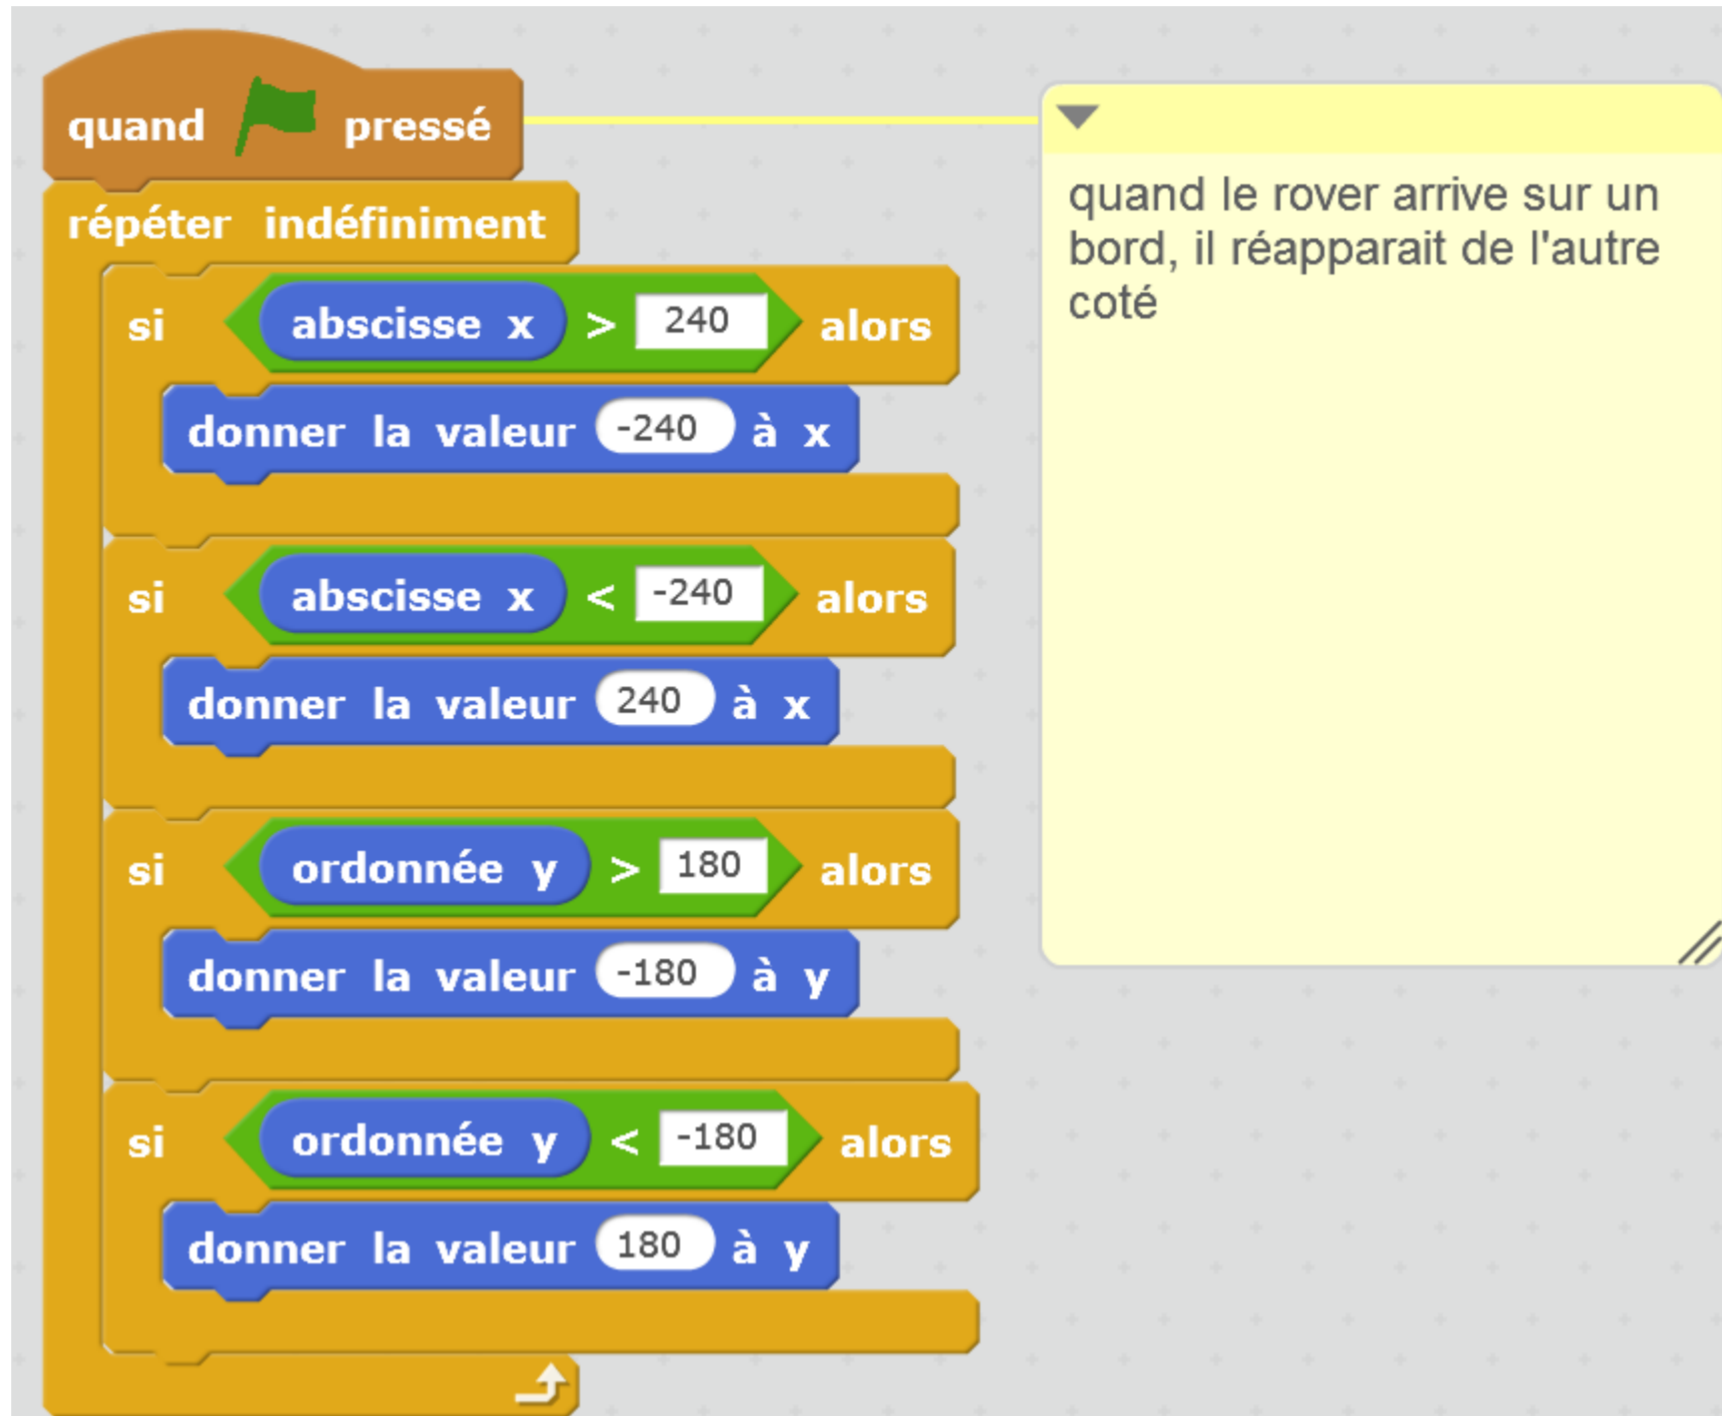 quand pressé
répéter indéfiniment
si abscisse x > 240 alors
donner la valeur -240 à x
si abscisse x < -240 alors
donner la valeur 240 à x
si ordonnée y > 180 alors
donner la valeur -180 à y
si ordonnée y < -180 alors
donner la valeur 180 à y
quand le rover arrive sur un
bord, il réapparait de l'autre
coté